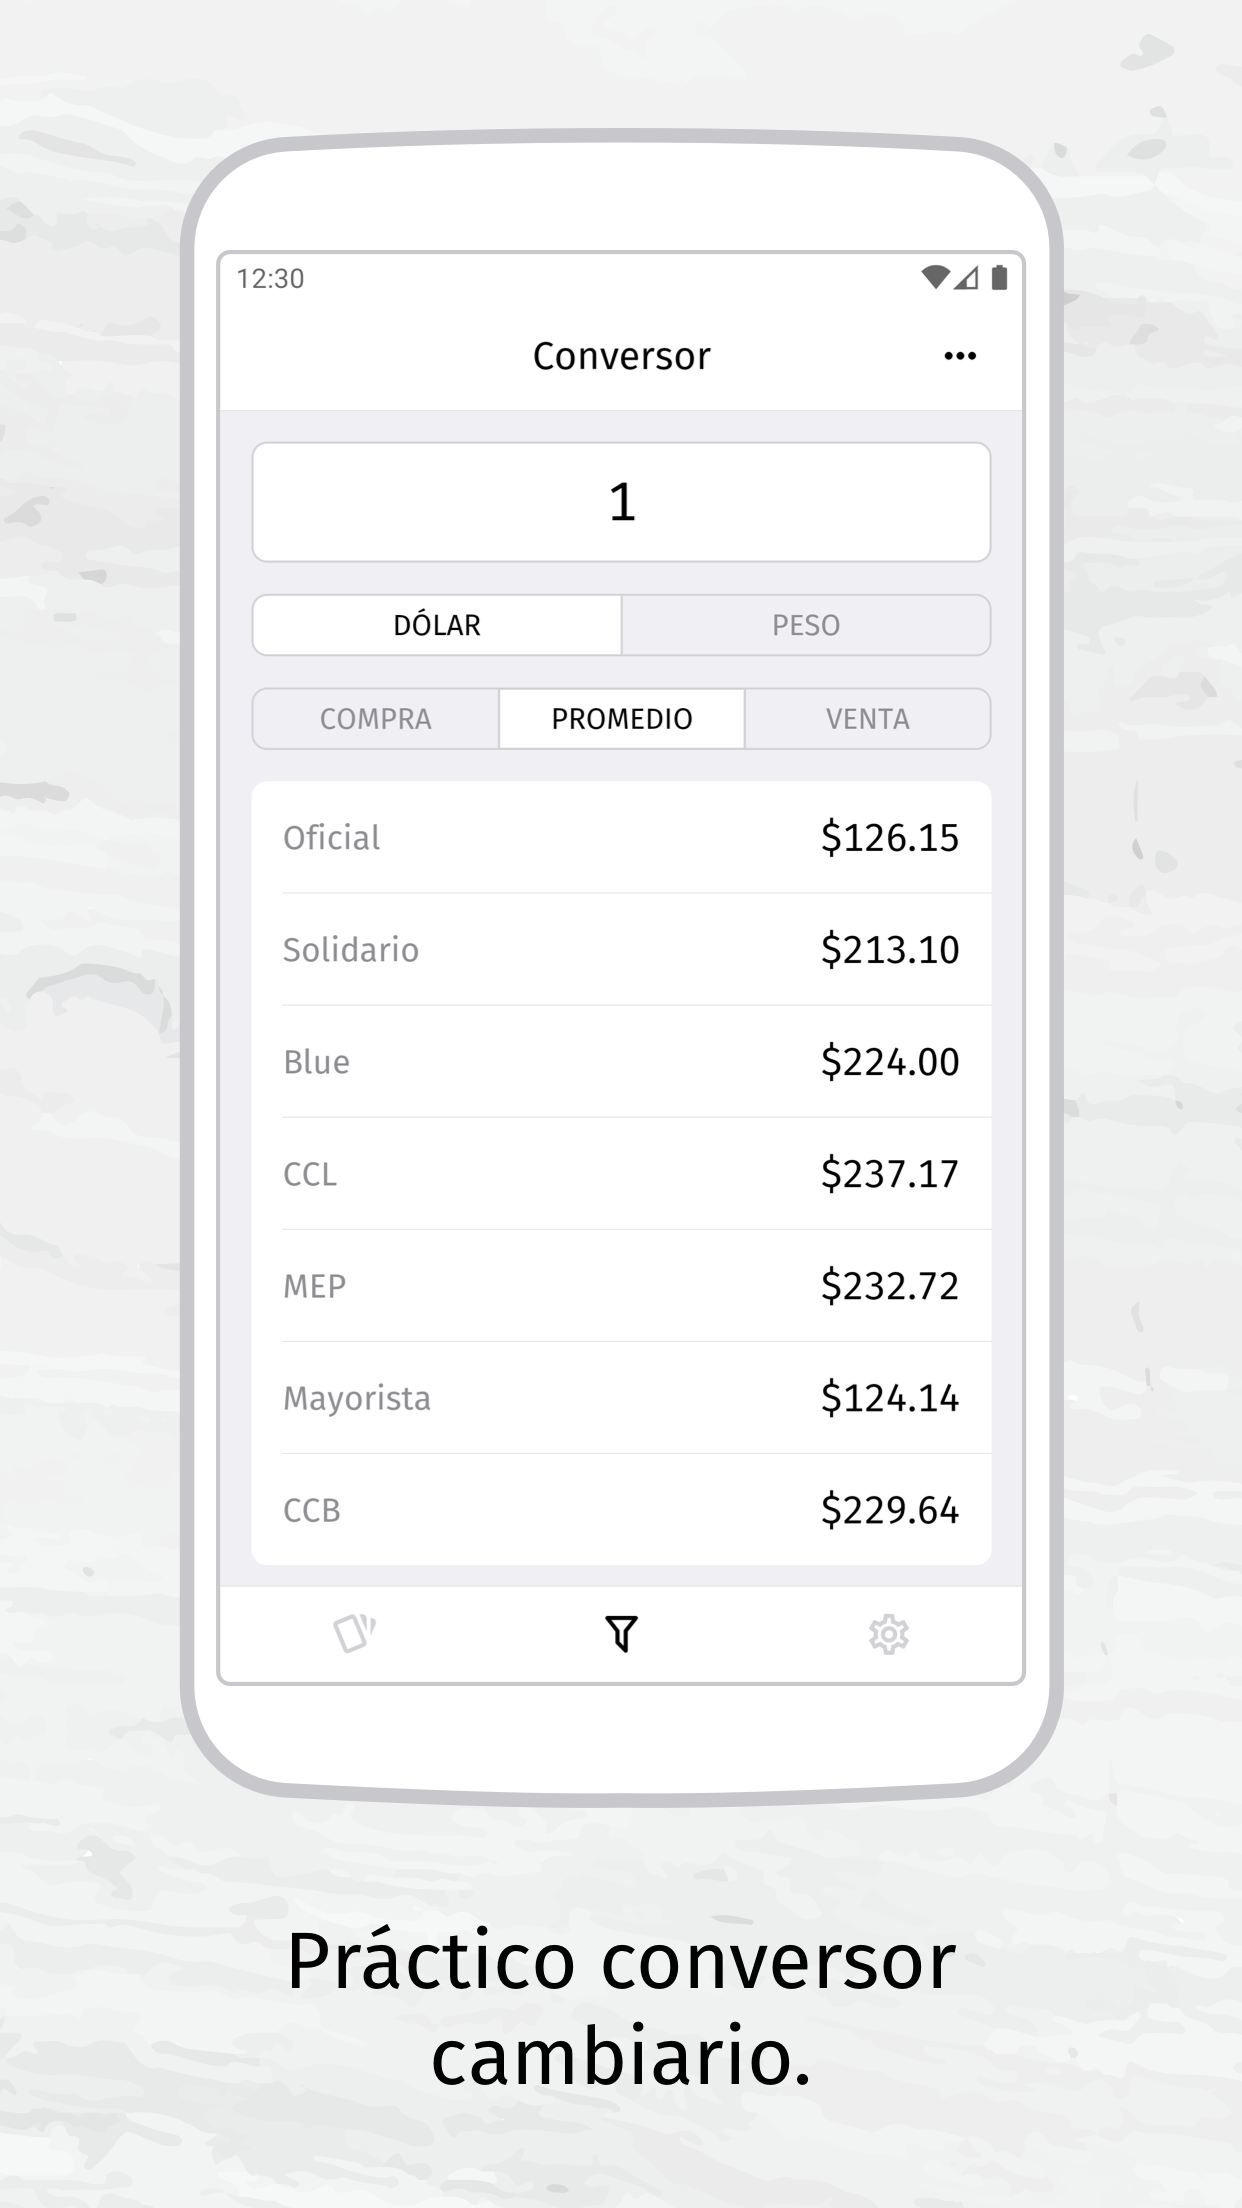 12:30
Conversor
1
DÓLAR PESO
COMPRA PROMEDIO VENTA
Oficial $126.15
Solidario $213.10
Blue $224.00
CCL $237.17
MEP $232.72
Mayorista $124.14
CCB $229.64
Práctico conversor
cambiario.